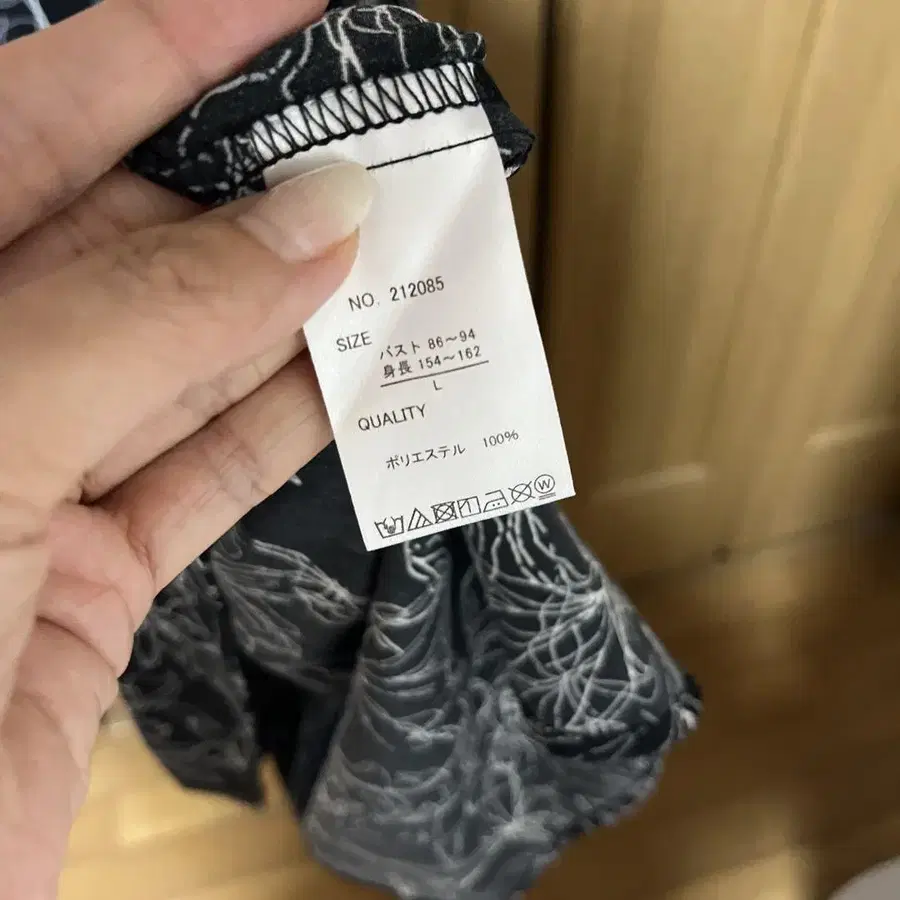 NO. 212085
SIZE
バスト 86～94
身長 154～162
L
QUALITY
ポリエステル 100%
W